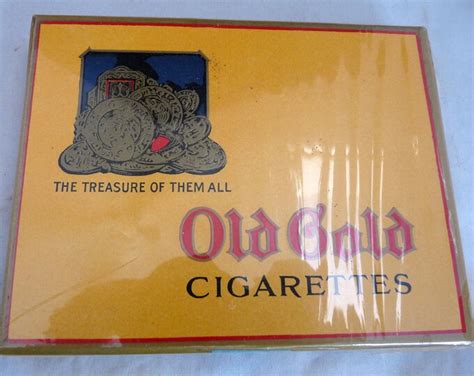 THE TREASURE OF THEM ALL
Old Gold
CIGARETTES